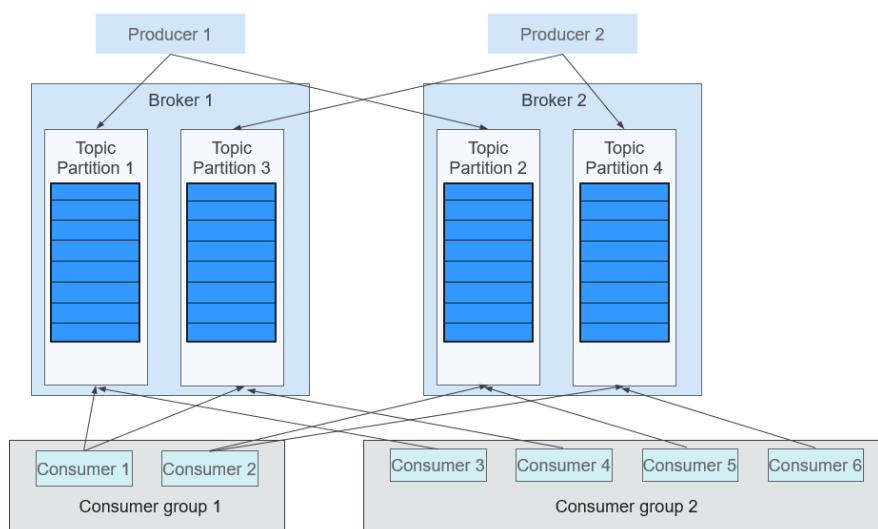 Producer 1
Producer 2
Broker 1
Broker 2
Topic
Partition 1
Topic
Partition 3
Topic
Partition 2
Topic
Partition 4
Consumer 1
Consumer 2
Consumer 3
Consumer 4
Consumer 5
Consumer 6
Consumer group 1
Consumer group 2